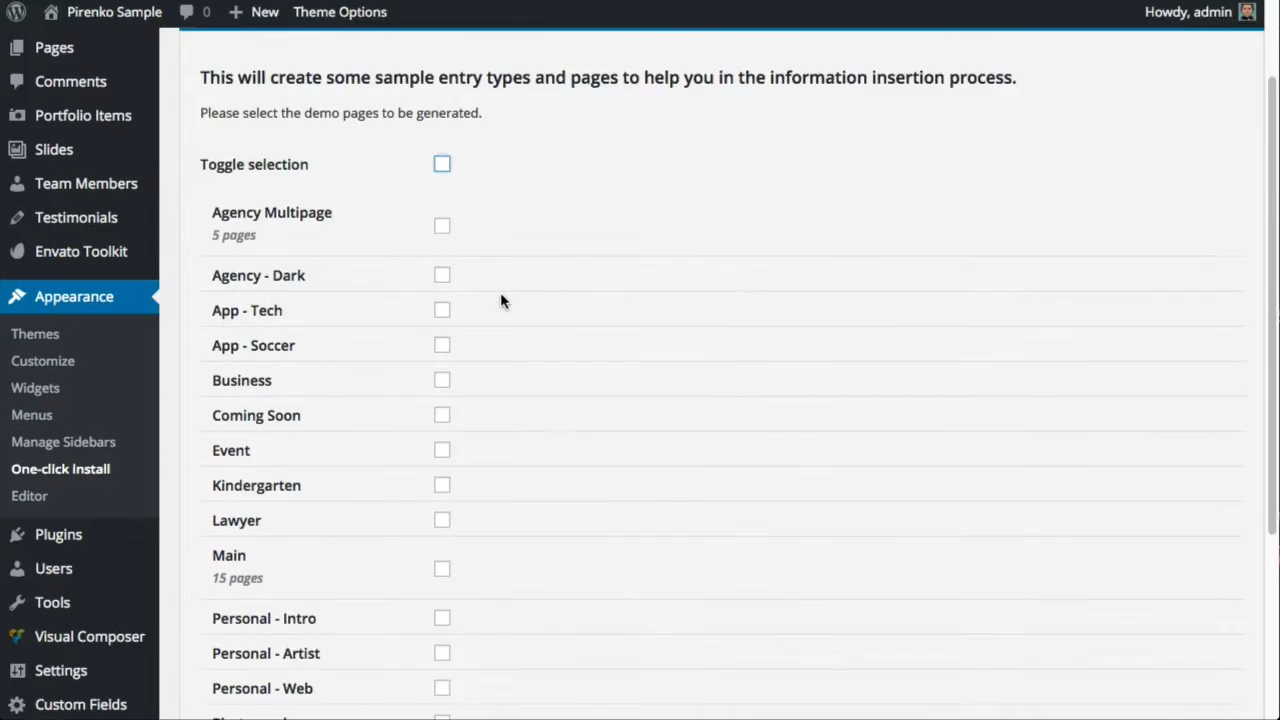 Pirenko Sample 0 New Theme Options Howdy, admin
Pages
Comments
Portfolio Items
Slides
Team Members
Testimonials
Envato Toolkit
Appearance
Themes
Customize
Widgets
Menus
Manage Sidebars
One-click Install
Editor
Plugins
Users
Tools
Visual Composer
Settings
Custom Fields
This will create some sample entry types and pages to help you in the information insertion process.
Please select the demo pages to be generated.
Toggle selection
Agency Multipage
5 pages
Agency - Dark
App - Tech
App - Soccer
Business
Coming Soon
Event
Kindergarten
Lawyer
Main
15 pages
Personal - Intro
Personal - Artist
Personal - Web